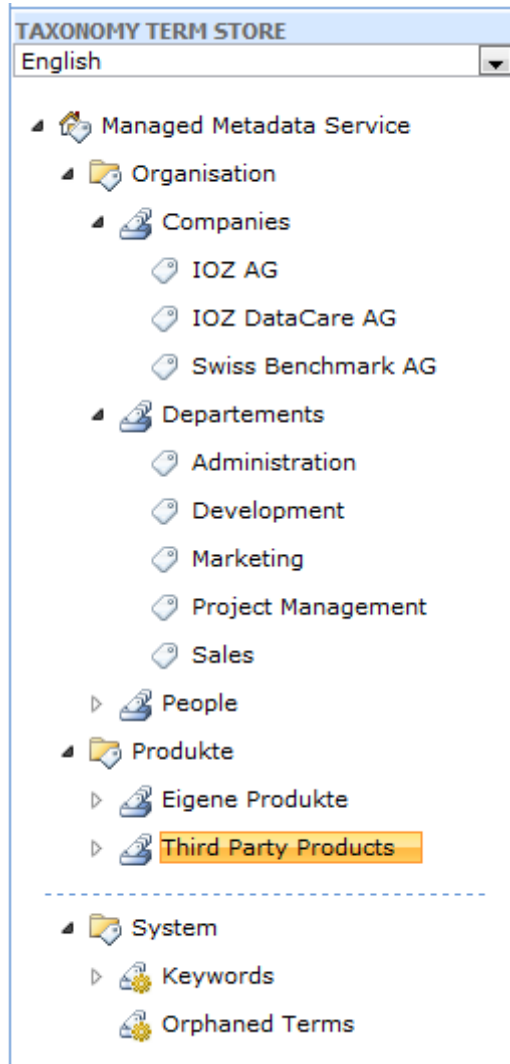 TAXONOMY TERM STORE
English
Managed Metadata Service
Organisation
Companies
IOZ AG
IOZ DataCare AG
Swiss Benchmark AG
Departements
Administration
Development
Marketing
Project Management
Sales
People
Produkte
Eigene Produkte
Third Party Products
System
Keywords
Orphaned Terms